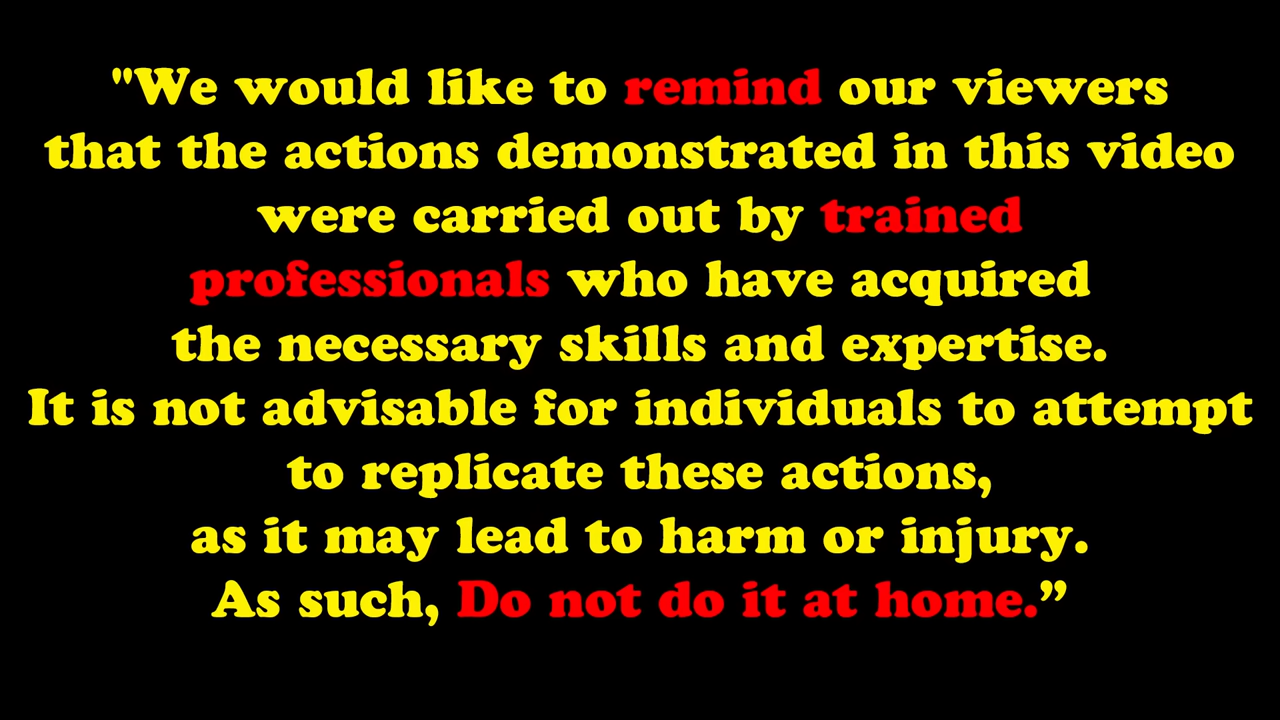 "We would like to remind our viewers
that the actions demonstrated in this video
were carried out by trained
professionals who have acquired
the necessary skills and expertise.
It is not advisable for individuals to attempt
to replicate these actions,
as it may lead to harm or injury.
As such, Do not do it at home.”